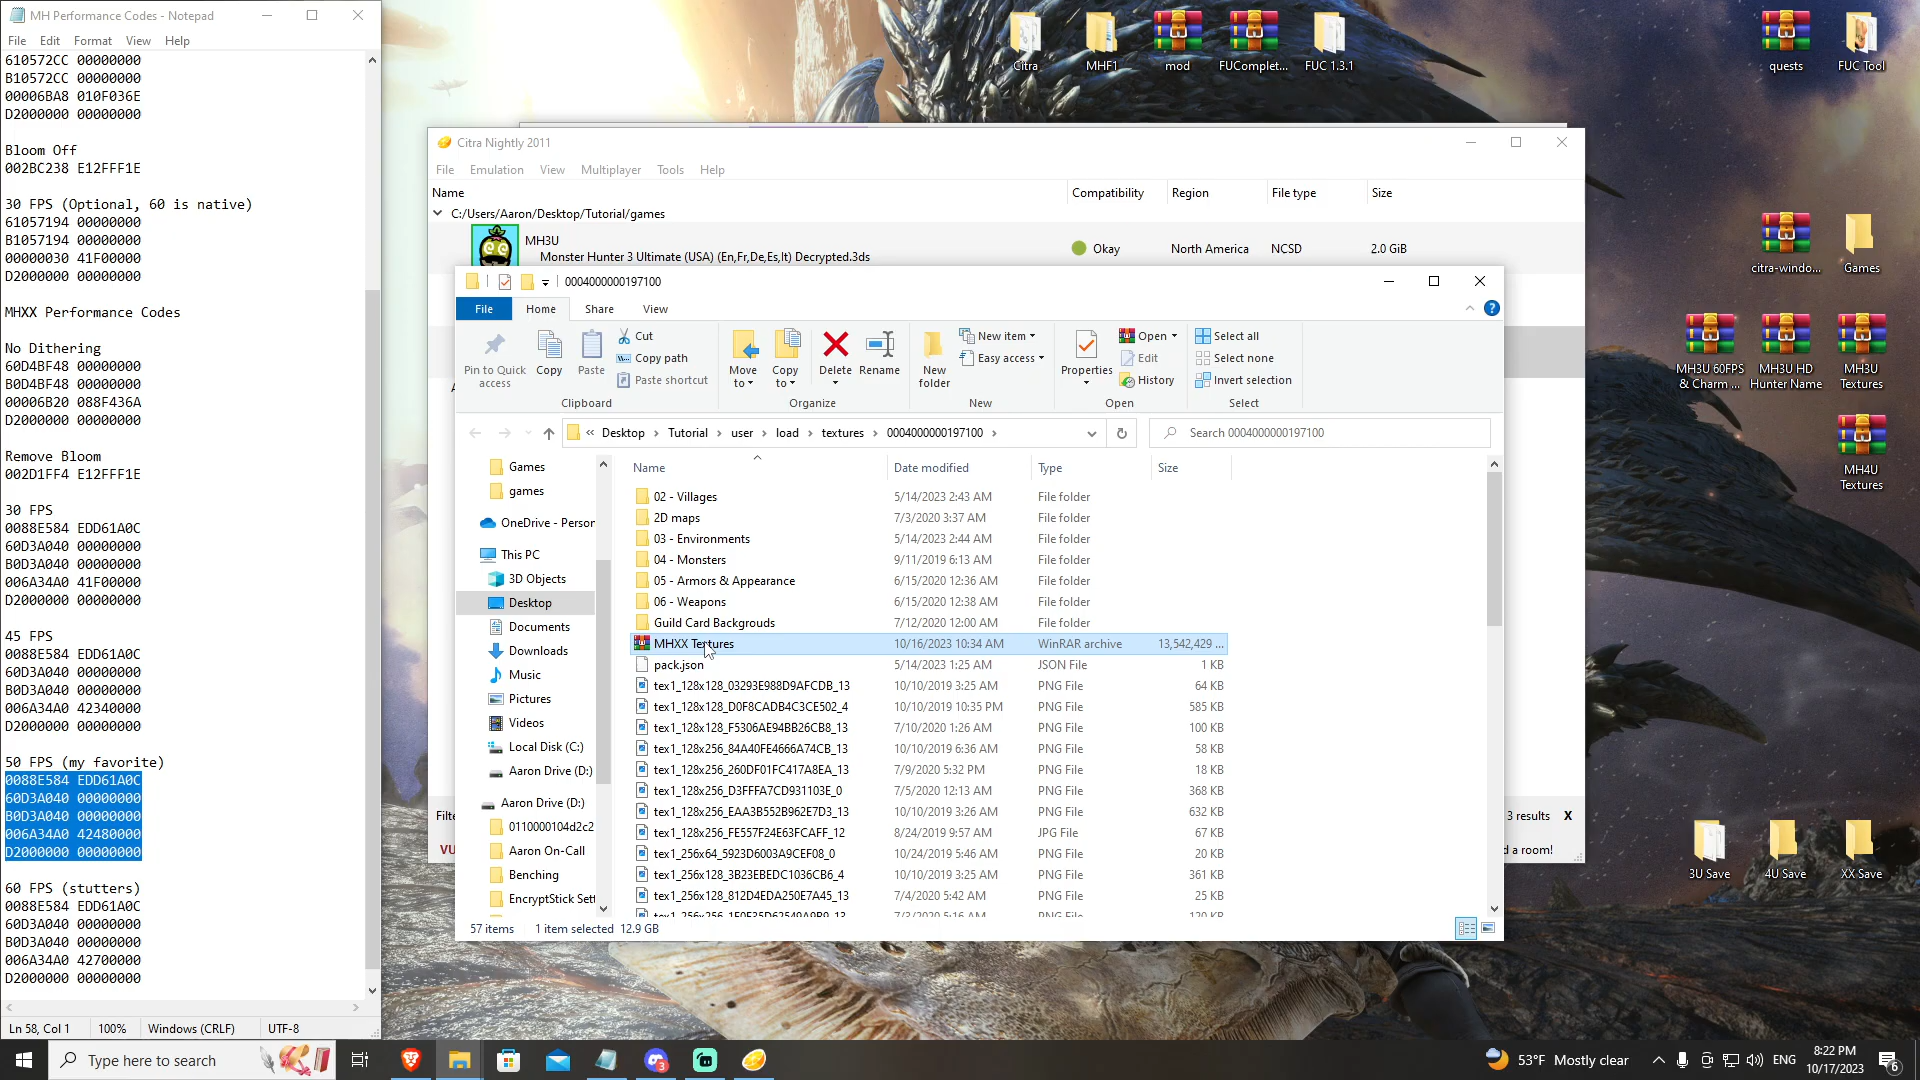 MH Performance Codes - Notepad
File Edit Format View Help
610572CC 00000000
B10572CC 00000000
00006BA8 010F036E
D2000000 00000000
Bloom Off
002BC238 E12FFF1E
30 FPS (Optional, 60 is native)
61057194 00000000
B1057194 00000000
00000030 41F00000
D2000000 00000000
MHXX Performance Codes
No Dithering
60D4BF48 00000000
B0D4BF48 00000000
00006B20 088F436A
D2000000 00000000
Remove Bloom
002D1FF4 E12FFF1E
30 FPS
0088E584 EDD61A0C
60D3A040 00000000
B0D3A040 00000000
006A34A0 41F00000
D2000000 00000000
45 FPS
0088E584 EDD61A0C
60D3A040 00000000
B0D3A040 00000000
006A34A0 42340000
D2000000 00000000
50 FPS (my favorite)
0088E584 EDD61A0C
60D3A040 00000000
B0D3A040 00000000
006A34A0 42480000
D2000000 00000000
60 FPS (stutters)
0088E584 EDD61A0C
60D3A040 00000000
B0D3A040 00000000
006A34A0 42700000
D2000000 00000000
Ln 58, Col 1 100% Windows (CRLF) UTF-8
Citra MHF1 mod FUComplet... FUC 1.3.1
quests FUC Tool
citra-windo... Games
MH3U 60FPS & Charm ... MH3U HD Hunter Name MH3U Textures
MH4U Textures
3U Save 4U Save XX Save
Citra Nightly 2011
File Emulation View Multiplayer Tools Help
Name Compatibility Region File type Size
C:/Users/Aaron/Desktop/Tutorial/games
MH3U
Monster Hunter 3 Ultimate (USA) (En,Fr,De,Es,It) Decrypted.3ds
Okay North America NCSD 2.0 GiB
Filte
3 results X
VU
d a room!
0004000000197100
File Home Share View
Pin to Quick access Copy Paste
Cut
Copy path
Paste shortcut
Move to Copy to Delete Rename
New folder
New item
Easy access
Properties
Open
Edit
History
Select all
Select none
Invert selection
Clipboard Organize New Open Select
« Desktop › Tutorial › user › load › textures › 0004000000197100 ›
Search 0004000000197100
Games
games
OneDrive - Person
This PC
3D Objects
Desktop
Documents
Downloads
Music
Pictures
Videos
Local Disk (C:)
Aaron Drive (D:)
Aaron Drive (D:)
0110000104d2c2
Aaron On-Call
Benching
EncryptStick Sett
Name Date modified Type Size
02 - Villages 5/14/2023 2:43 AM File folder
2D maps 7/3/2020 3:37 AM File folder
03 - Environments 5/14/2023 2:44 AM File folder
04 - Monsters 9/11/2019 6:13 AM File folder
05 - Armors & Appearance 6/15/2020 12:36 AM File folder
06 - Weapons 6/15/2020 12:38 AM File folder
Guild Card Backgrouds 7/12/2020 12:00 AM File folder
MHXX Textures 10/16/2023 10:34 AM WinRAR archive 13,542,429 ...
pack.json 5/14/2023 1:25 AM JSON File 1 KB
tex1_128x128_03293E988D9AFCDB_13 10/10/2019 3:25 AM PNG File 64 KB
tex1_128x128_D0F8CADB4C3CE502_4 10/10/2019 10:35 PM PNG File 585 KB
tex1_128x128_F5306AE94BB26CB8_13 7/10/2020 1:26 AM PNG File 100 KB
tex1_128x256_84A40FE4666A74CB_13 10/10/2019 6:36 AM PNG File 58 KB
tex1_128x256_260DF01FC417A8EA_13 7/9/2020 5:32 PM PNG File 18 KB
tex1_128x256_D3FFFA7CD931103E_0 7/5/2020 12:13 AM PNG File 368 KB
tex1_128x256_EAA3B552B962E7D3_13 10/10/2019 3:26 AM PNG File 632 KB
tex1_128x256_FE557F24E63FCAFF_12 8/24/2019 9:57 AM JPG File 67 KB
tex1_256x64_5923D6003A9CEF08_0 10/24/2019 5:46 AM PNG File 20 KB
tex1_256x128_3B23EBEDC1036CB6_4 10/10/2019 3:25 AM PNG File 361 KB
tex1_256x128_812D4EDA250E7A45_13 7/4/2020 5:42 AM PNG File 25 KB
57 items 1 item selected 12.9 GB
Type here to search
53°F Mostly clear
ENG
8:22 PM
10/17/2023
6